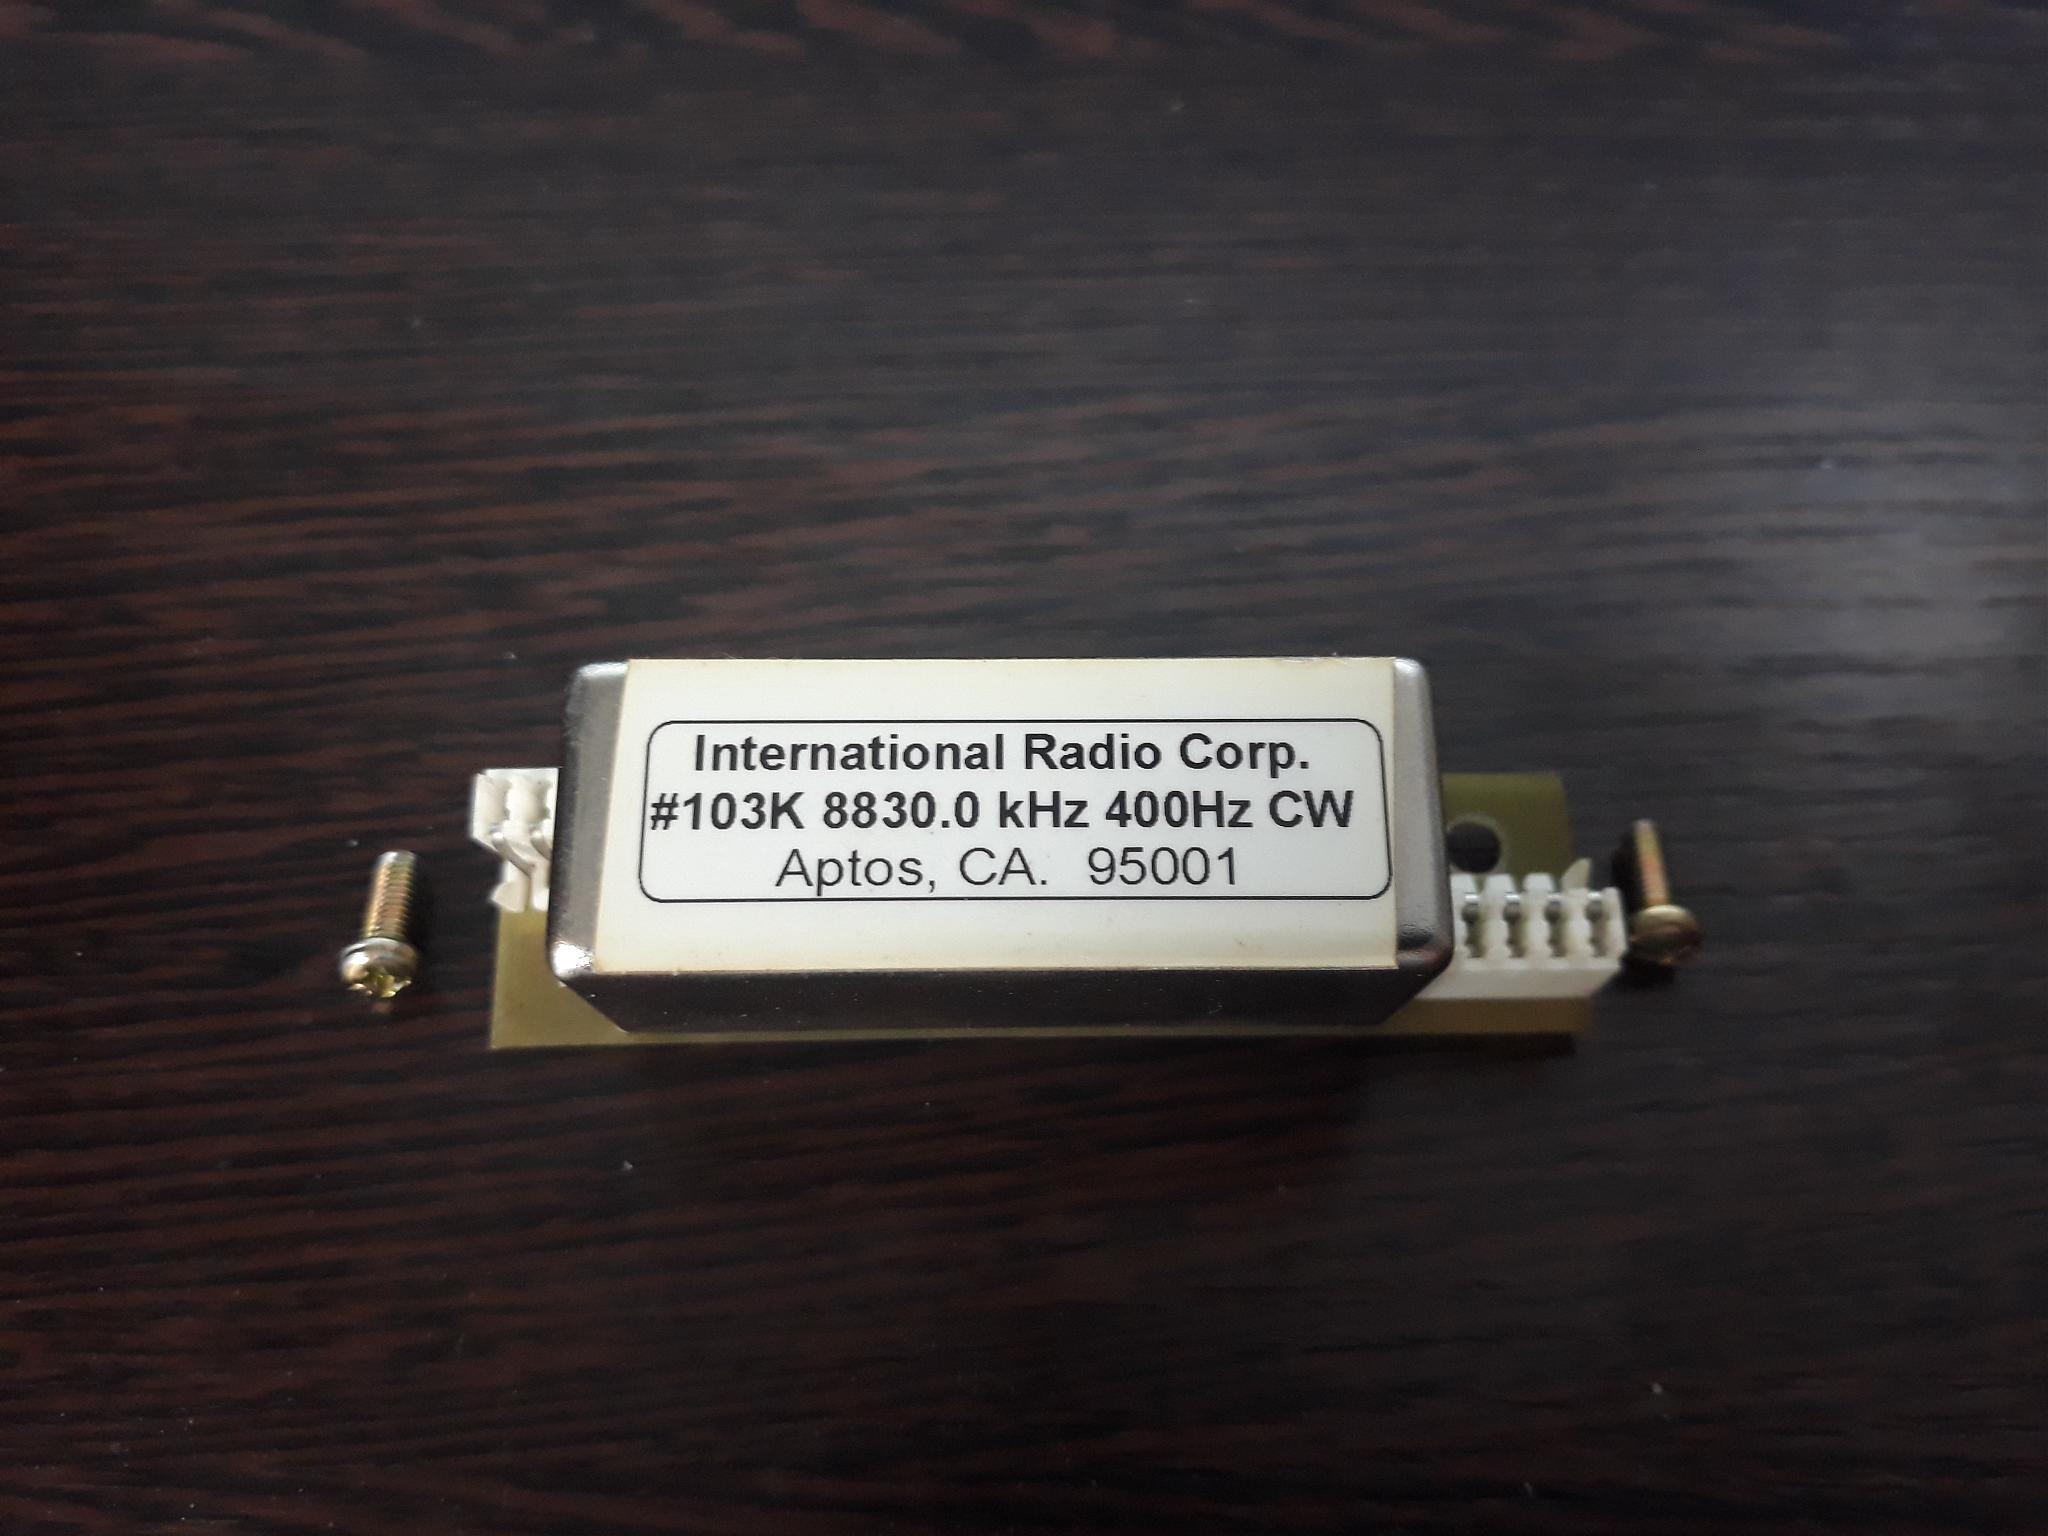 International Radio Corp.
#103K 8830.0 kHz 400Hz CW
Aptos, CA. 95001